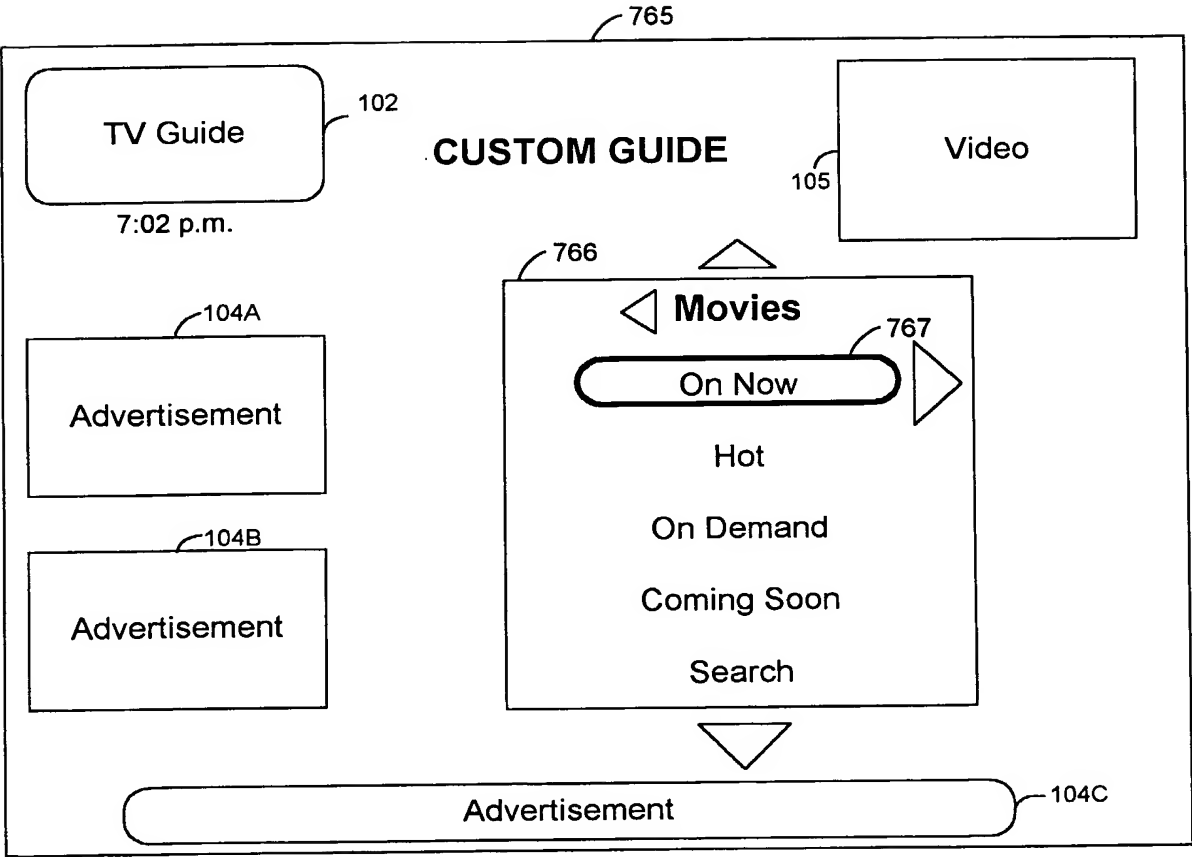 765
TV Guide
102
CUSTOM GUIDE
Video
105
7:02 p.m.
766
Movies
767
On Now
Hot
On Demand
Coming Soon
Search
104A
Advertisement
104B
Advertisement
Advertisement
104C